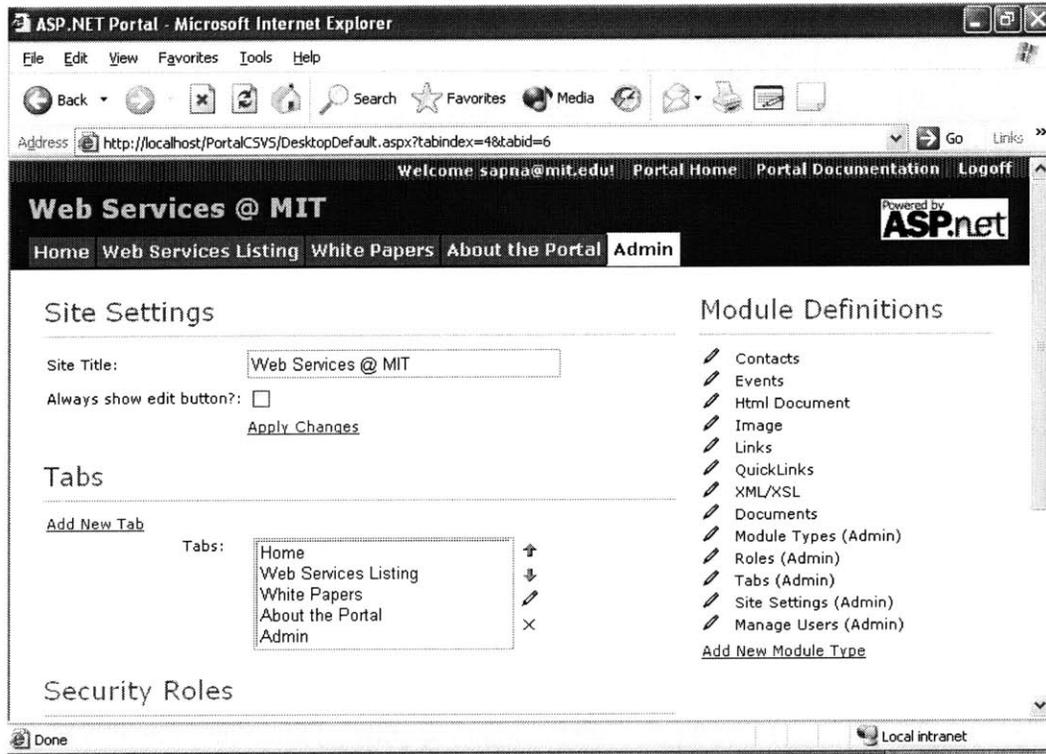 ASP.NET Portal - Microsoft Internet Explorer
File Edit View Favorites Tools Help
Back Search Favorites Media
Address http://localhost/PortalCSVS/DesktopDefault.aspx?tabindex=4&tabid=6 Go Links »
Welcome sapna@mit.edu! Portal Home Portal Documentation Logoff
Web Services @ MIT
Powered by
ASP.net
Home Web Services Listing White Papers About the Portal Admin
Site Settings
Site Title: Web Services @ MIT
Always show edit button?:
Apply Changes
Tabs
Add New Tab
Tabs:
Home
Web Services Listing
White Papers
About the Portal
Admin
Security Roles
Module Definitions
Contacts
Events
Html Document
Image
Links
QuickLinks
XML/XSL
Documents
Module Types (Admin)
Roles (Admin)
Tabs (Admin)
Site Settings (Admin)
Manage Users (Admin)
Add New Module Type
Done
Local intranet